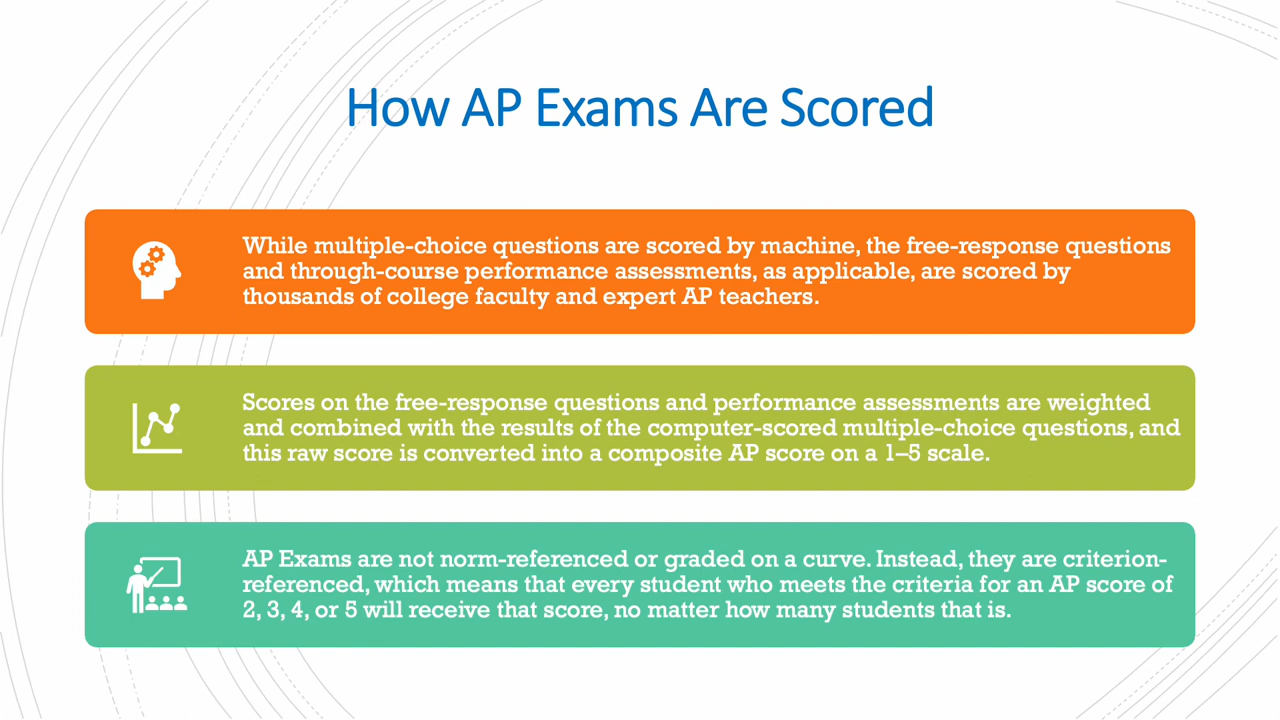 How AP Exams Are Scored
While multiple-choice questions are scored by machine, the free-response questions
and through-course performance assessments, as applicable, are scored by
thousands of college faculty and expert AP teachers.
Scores on the free-response questions and performance assessments are weighted
and combined with the results of the computer-scored multiple-choice questions, and
this raw score is converted into a composite AP score on a 1–5 scale.
AP Exams are not norm-referenced or graded on a curve. Instead, they are criterion-
referenced, which means that every student who meets the criteria for an AP score of
2, 3, 4, or 5 will receive that score, no matter how many students that is.